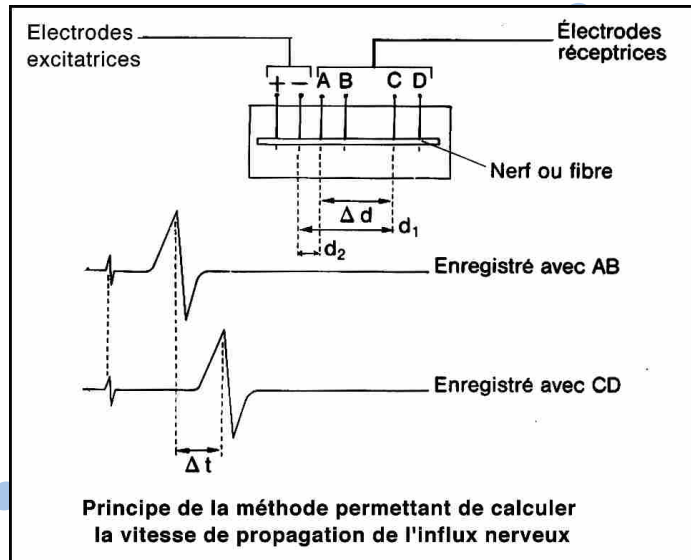 Electrodes
excitatrices
Électrodes
réceptrices
+ − A B C D
Nerf ou fibre
Δ d
d₁
d₂
Enregistré avec AB
Enregistré avec CD
Δ t
Principe de la méthode permettant de calculer
la vitesse de propagation de l'influx nerveux